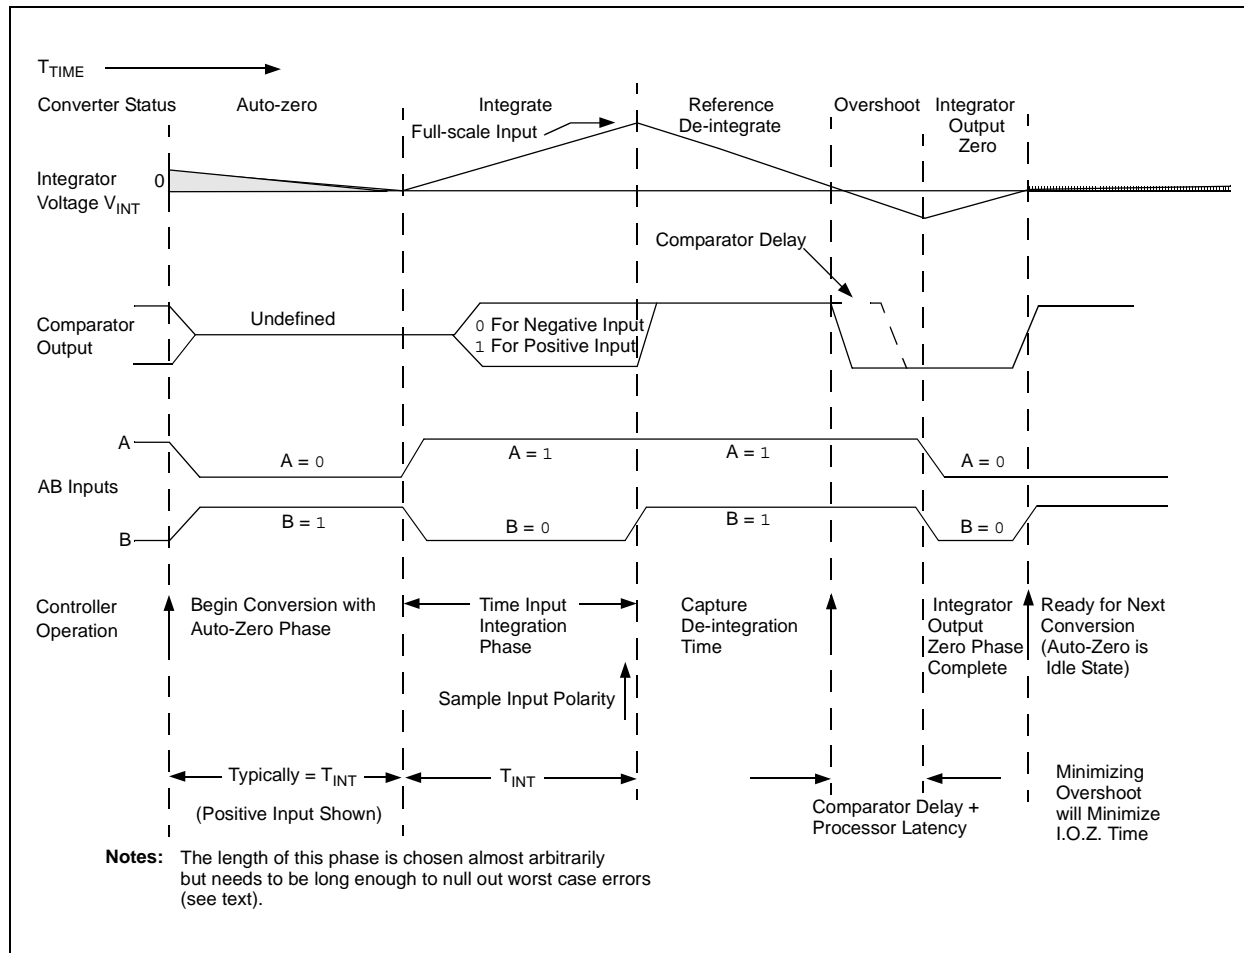 TTIME
Converter Status
Auto-zero
Integrate
Full-scale Input
Reference
De-integrate
Overshoot
Integrator
Output
Zero
Integrator
Voltage VINT
0
Comparator Delay
Comparator
Output
Undefined
0 For Negative Input
1 For Positive Input
A
AB Inputs
B
A = 0
A = 1
A = 1
A = 0
B = 1
B = 0
B = 1
B = 0
Controller
Operation
Begin Conversion with
Auto-Zero Phase
Time Input
Integration
Phase
Sample Input Polarity
Capture
De-integration
Time
Integrator
Output
Zero Phase
Complete
Ready for Next
Conversion
(Auto-Zero is
Idle State)
Typically = TINT
(Positive Input Shown)
TINT
Comparator Delay +
Processor Latency
Minimizing
Overshoot
will Minimize
I.O.Z. Time
Notes: The length of this phase is chosen almost arbitrarily
but needs to be long enough to null out worst case errors
(see text).